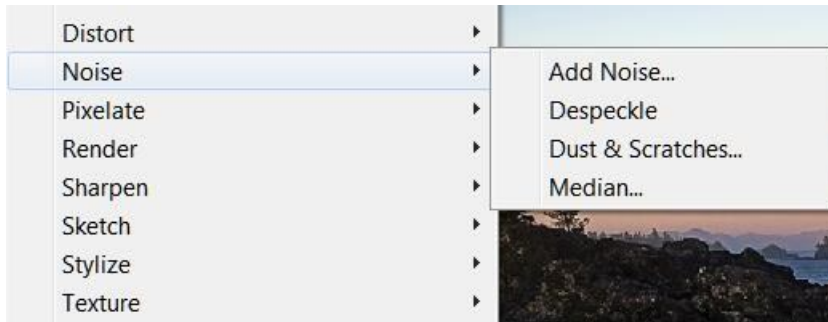 Distort
Noise
Pixelate
Render
Sharpen
Sketch
Stylize
Texture
Add Noise...
Despeckle
Dust & Scratches...
Median...